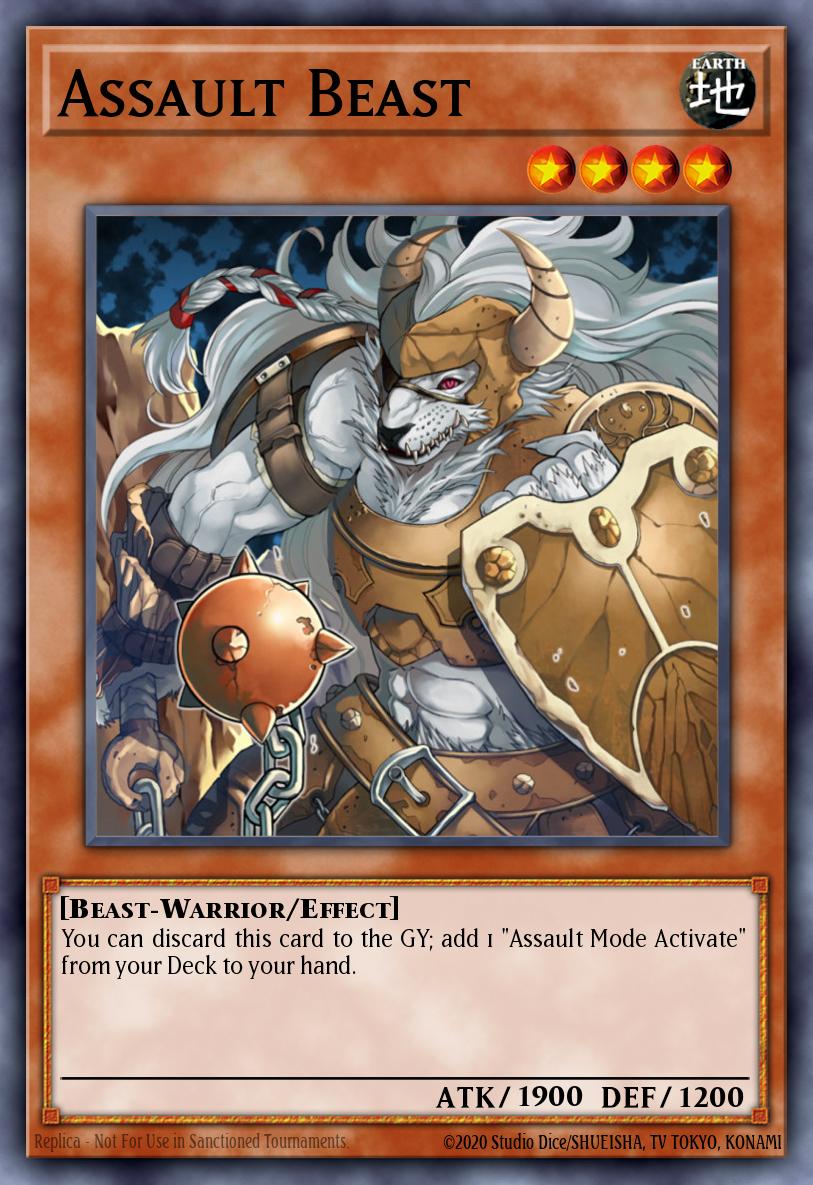 Assault Beast
EARTH
地
[Beast-Warrior/Effect]
You can discard this card to the GY; add 1 "Assault Mode Activate"
from your Deck to your hand.
ATK/1900 DEF/1200
Replica - Not For Use in Sanctioned Tournaments.
©2020 Studio Dice/SHUEISHA, TV TOKYO, KONAMI